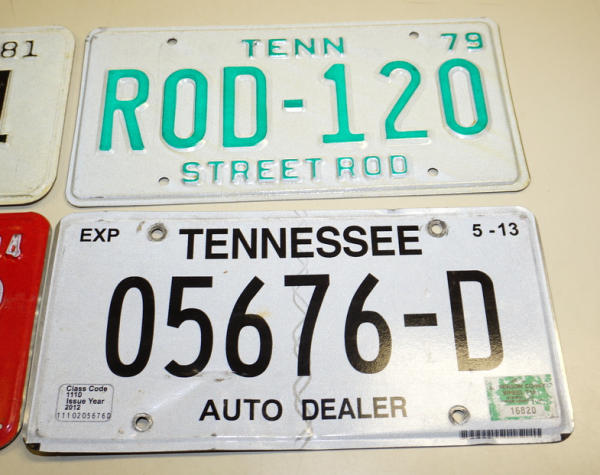 81
TENN 79
ROD-120
STREET ROD
EXP TENNESSEE 5-13
05676-D
Class Code
1110
Issue Year
2012
11102056760
AUTO DEALER
16820